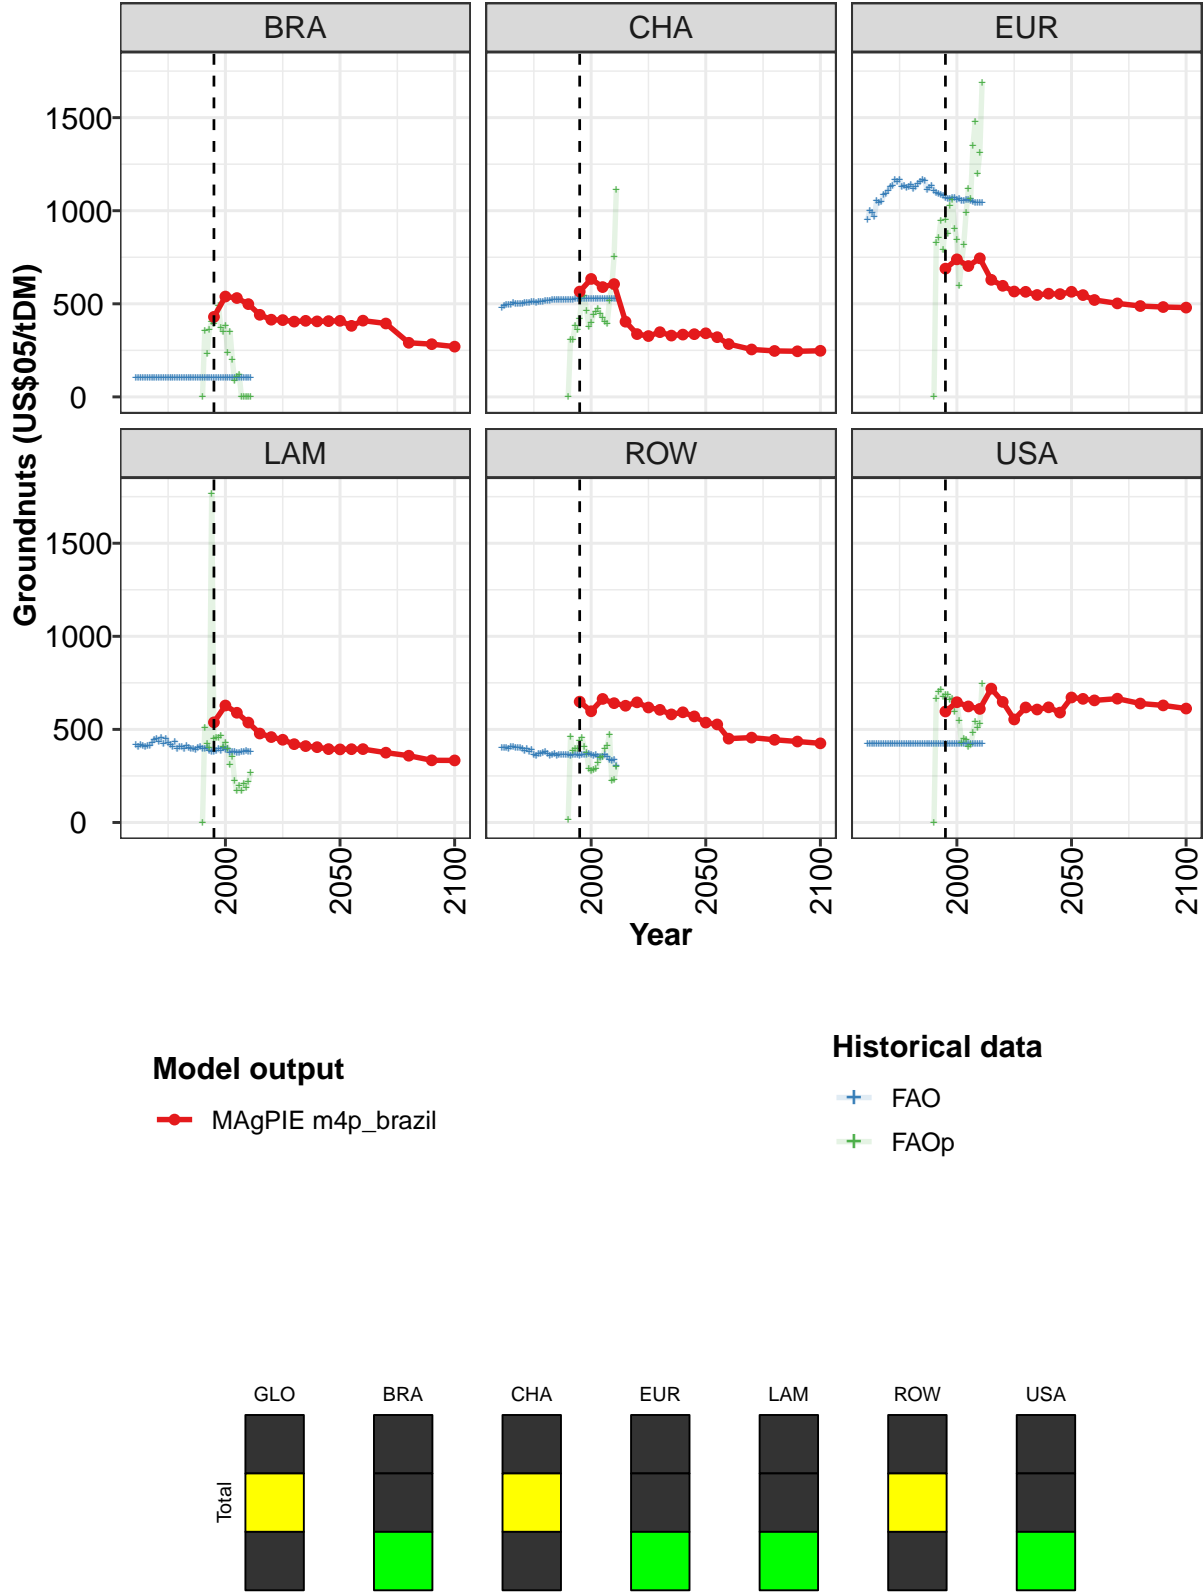 BRA CHA EUR
1500
1000
500
0
LAM ROW USA
1500
1000
500
0
Groundnuts (US$05/tDM)
2000 2050 2100 2000 2050 2100 2000 2050 2100
Year
Model output
MAgPIE m4p_brazil
Historical data
FAO
FAOp
GLO BRA CHA EUR LAM ROW USA
Total